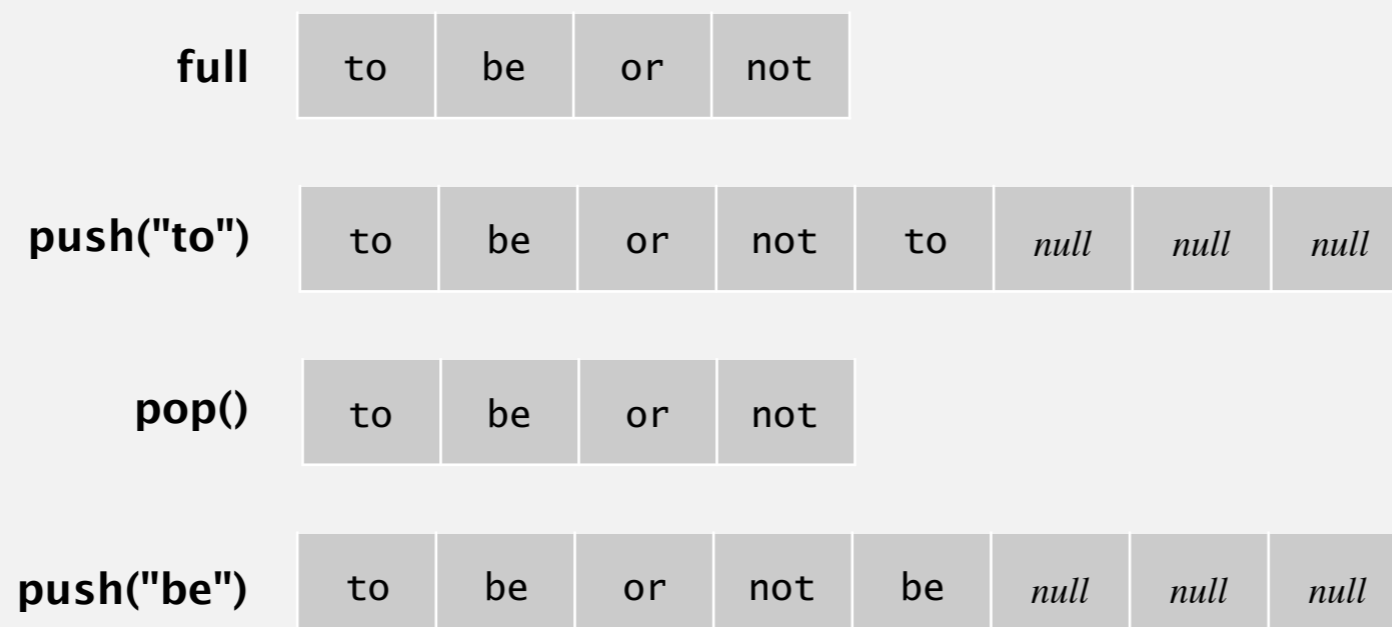 full to be or not
push("to") to be or not to null null null
pop() to be or not
push("be") to be or not be null null null